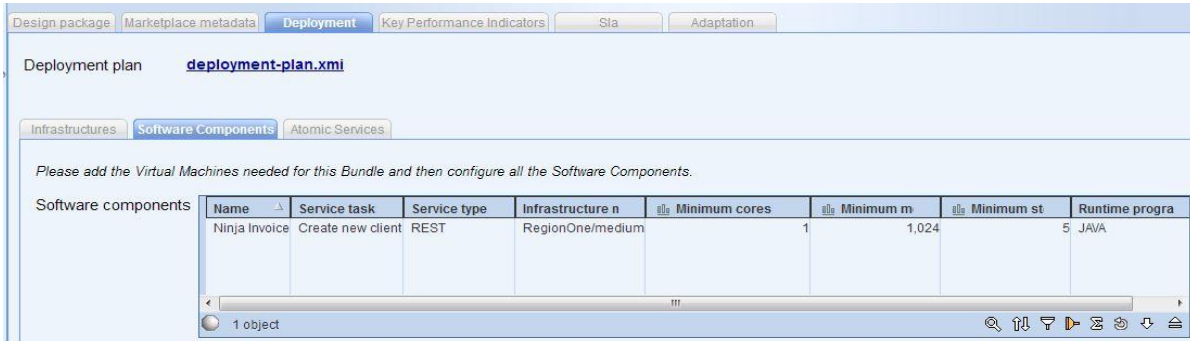 Design package Marketplace metadata Deployment Key Performance Indicators Sla Adaptation
Deployment plan deployment-plan.xmi
Infrastructures Software Components Atomic Services
Please add the Virtual Machines needed for this Bundle and then configure all the Software Components.
Software components
Name Service task Service type Infrastructure n Minimum cores Minimum m Minimum st Runtime progra
Ninja Invoice Create new client REST RegionOne/medium 1 1,024 5 JAVA
1 object